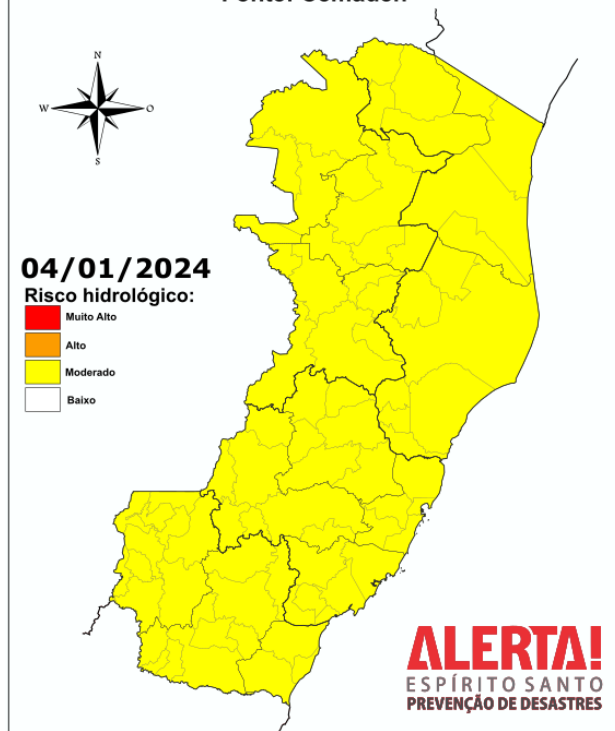 N
W
O
S
04/01/2024
Risco hidrológico:
Muito Alto
Alto
Moderado
Baixo
ALERTA!
ESPÍRITO SANTO
PREVENÇÃO DE DESASTRES